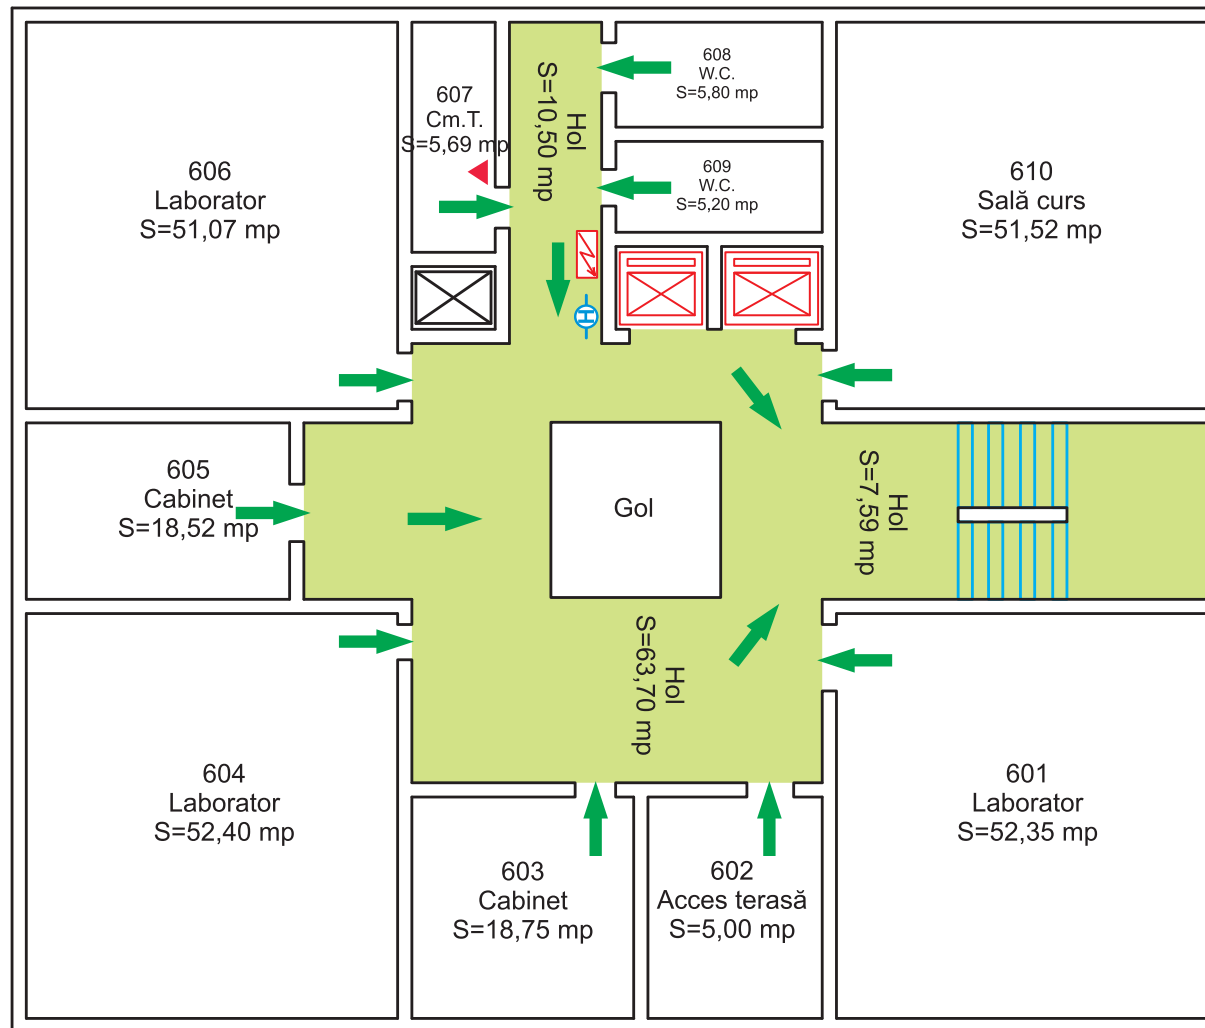 606
Laborator
S=51,07 mp
607
Cm.T.
S=5,69 mp
Hol
S=10,50 mp
608
W.C.
S=5,80 mp
609
W.C.
S=5,20 mp
610
Sală curs
S=51,52 mp
H
605
Cabinet
S=18,52 mp
Gol
Hol
S=7,59 mp
Hol
S=63,70 mp
604
Laborator
S=52,40 mp
603
Cabinet
S=18,75 mp
602
Acces terasă
S=5,00 mp
601
Laborator
S=52,35 mp